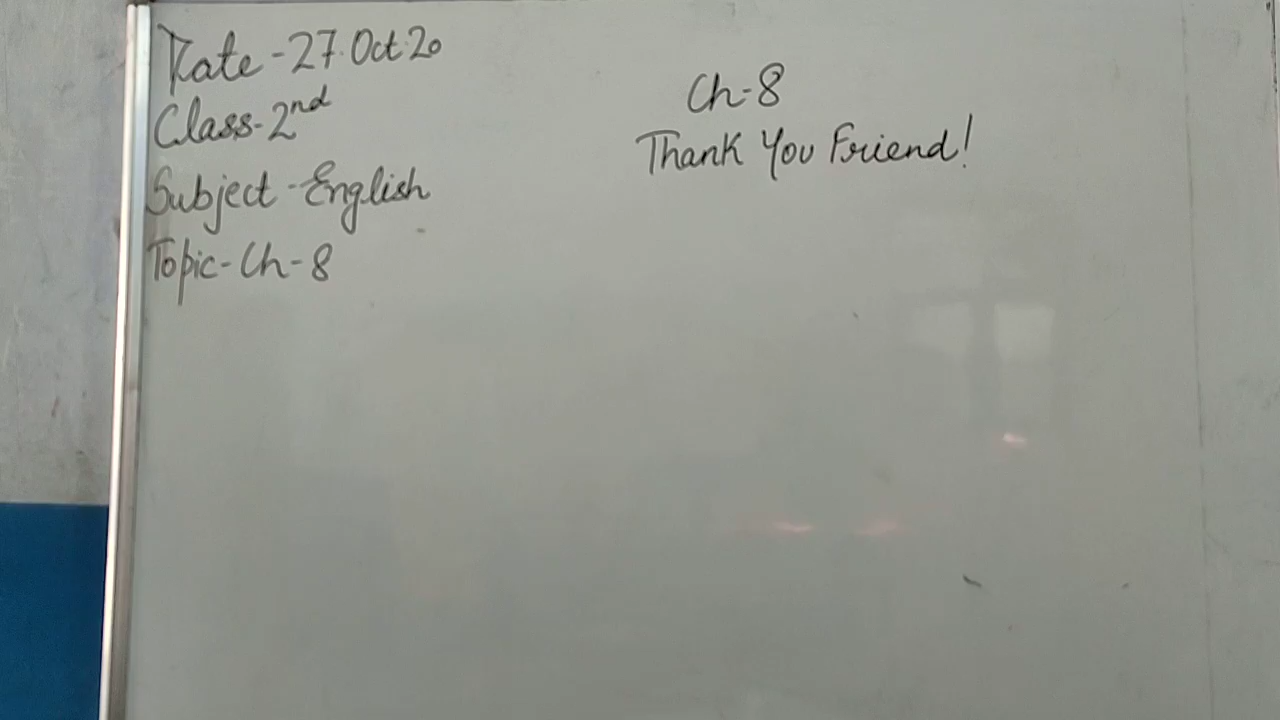 Date - 27. Oct. 20
Class- 2nd
Subject - English
Topic- Ch - 8
Ch - 8
Thank You Friend!